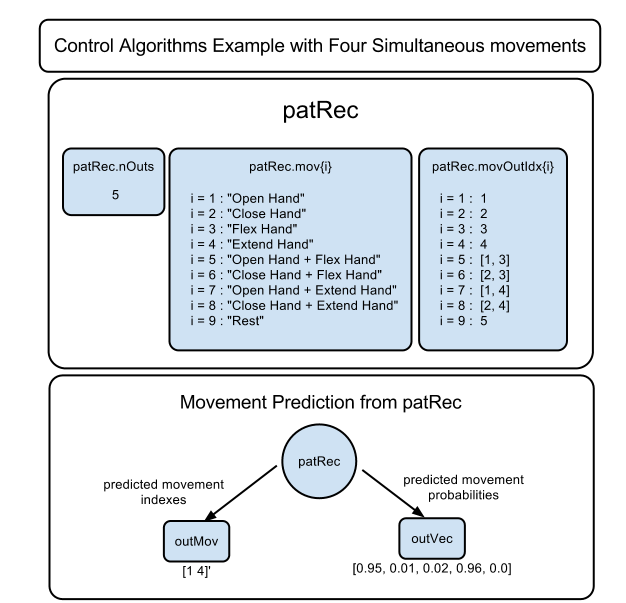 Control Algorithms Example with Four Simultaneous movements
patRec
patRec.nOuts
5
patRec.mov{i}
i = 1 : "Open Hand"
i = 2 : "Close Hand"
i = 3 : "Flex Hand"
i = 4 : "Extend Hand"
i = 5 : "Open Hand + Flex Hand"
i = 6 : "Close Hand + Flex Hand"
i = 7 : "Open Hand + Extend Hand"
i = 8 : "Close Hand + Extend Hand"
i = 9 : "Rest"
patRec.movOutIdx{i}
i = 1 : 1
i = 2 : 2
i = 3 : 3
i = 4 : 4
i = 5 : [1, 3]
i = 6 : [2, 3]
i = 7 : [1, 4]
i = 8 : [2, 4]
i = 9 : 5
Movement Prediction from patRec
patRec
predicted movement
indexes
predicted movement
probabilities
outMov
[1 4]'
outVec
[0.95, 0.01, 0.02, 0.96, 0.0]